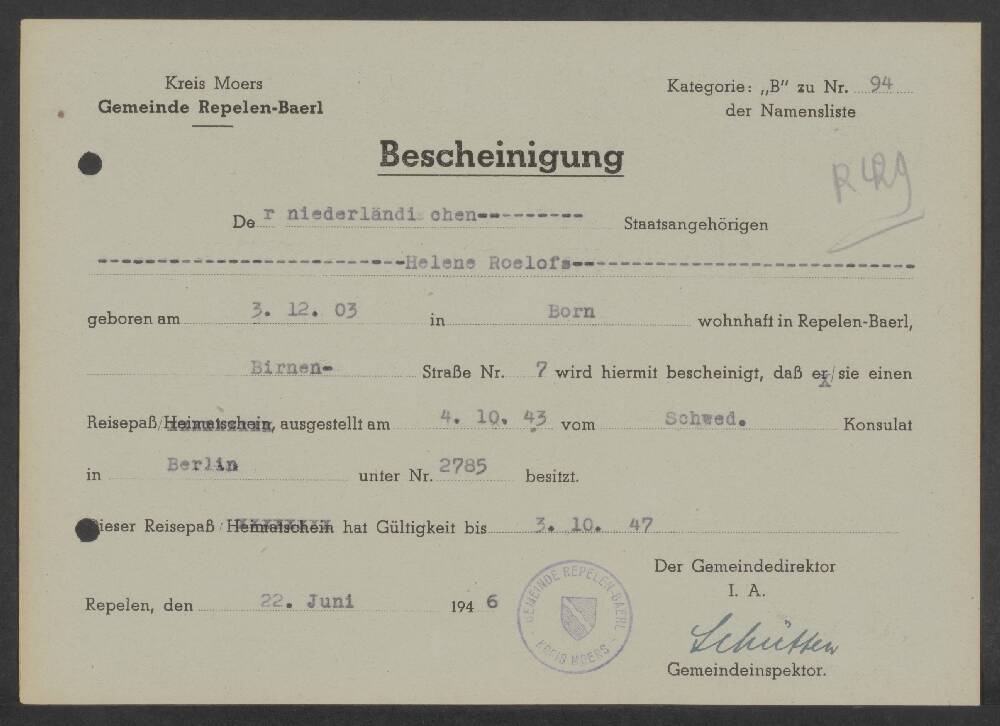 Kreis Moers
Gemeinde Repelen-Baerl
Kategorie: „B" zu Nr. 94
der Namensliste
Bescheinigung
R 429
Der niederländischen---------- Staatsangehörigen
---------------------------Helene Roelofs------------------------------
geboren am 3. 12. 03 in Born wohnhaft in Repelen-Baerl,
Birnen- Straße Nr. 7 wird hiermit bescheinigt, daß er/sie einen
Reisepaß/Heimatschein, ausgestellt am 4. 10. 43 vom Schwed. Konsulat
in Berlin unter Nr. 2785 besitzt.
Dieser Reisepaß/Heimatschein hat Gültigkeit bis 3. 10. 47
Der Gemeindedirektor
I. A.
Repelen, den 22. Juni 1946
GEMEINDE REPELEN-BAERL
KREIS MOERS
Schütten
Gemeindeinspektor.